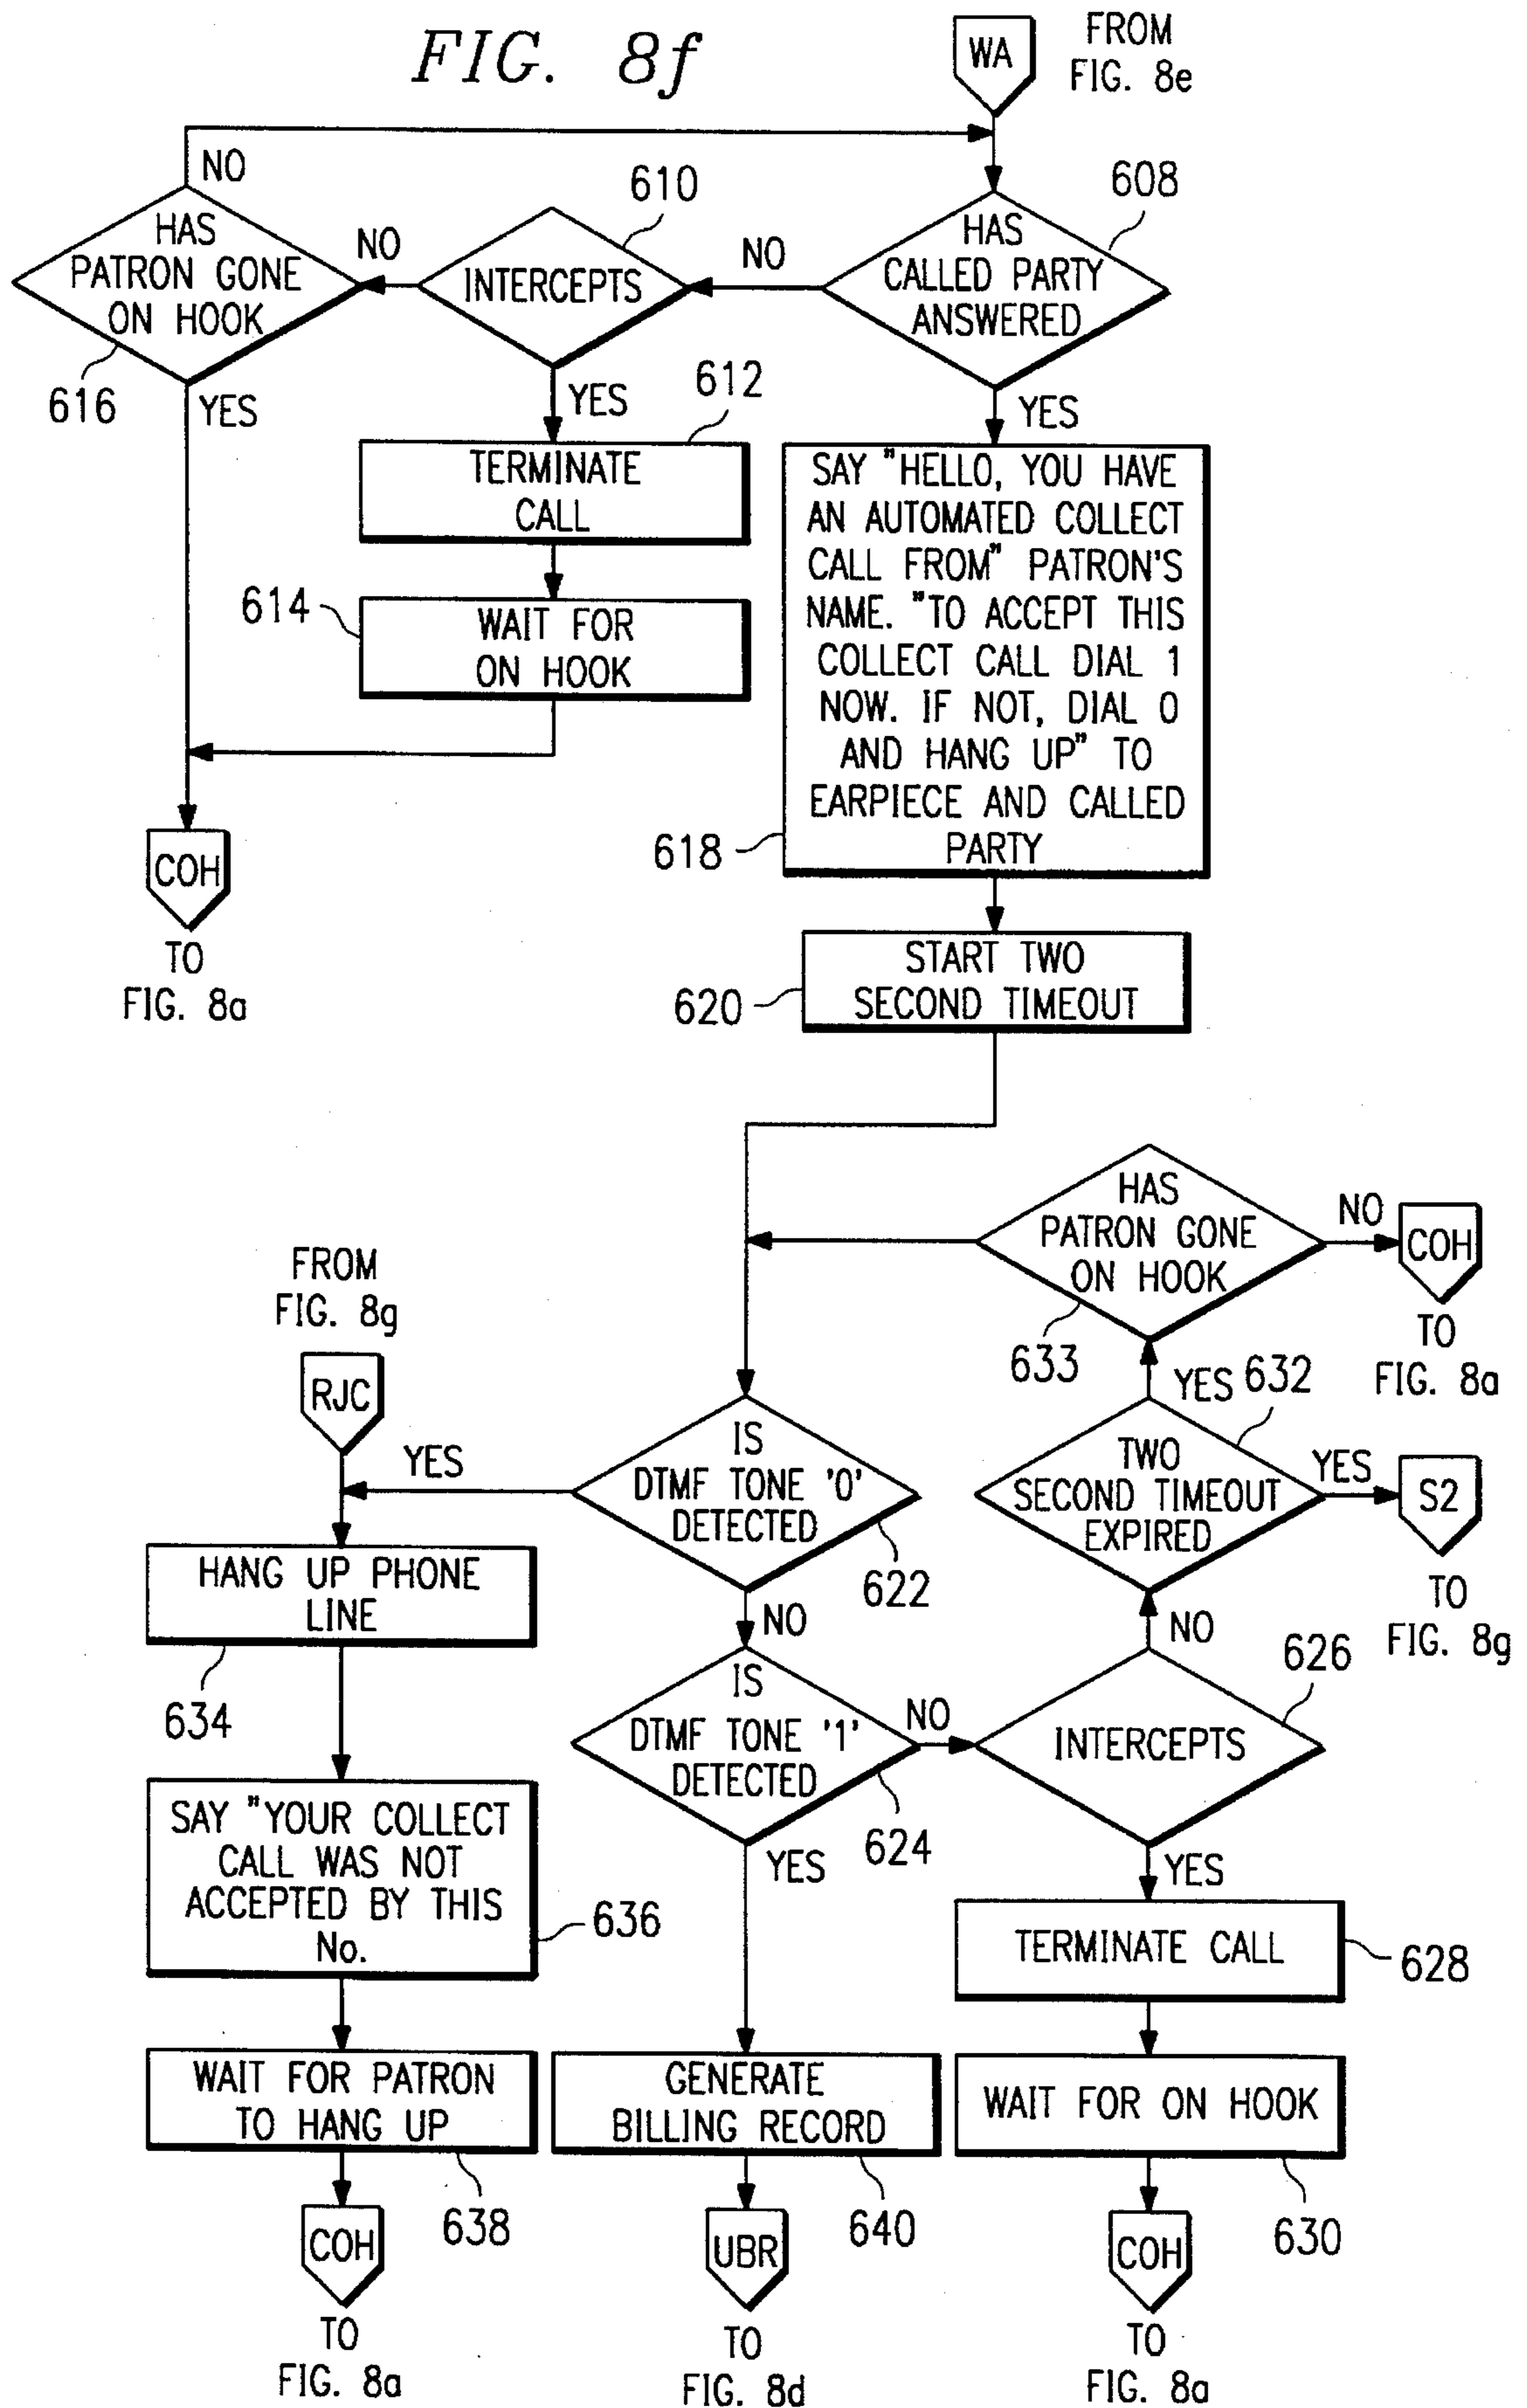 FIG. 8f
WA
FROM
FIG. 8e
NO
HAS
PATRON GONE
ON HOOK
616
YES
NO
610
INTERCEPTS
NO
608
HAS
CALLED PARTY
ANSWERED
YES
612
YES
TERMINATE
CALL
614
WAIT FOR
ON HOOK
COH
TO
FIG. 8a
SAY "HELLO, YOU HAVE
AN AUTOMATED COLLECT
CALL FROM" PATRON'S
NAME. "TO ACCEPT THIS
COLLECT CALL DIAL 1
NOW. IF NOT, DIAL 0
AND HANG UP" TO
EARPIECE AND CALLED
PARTY
618
START TWO
SECOND TIMEOUT
620
HAS
PATRON GONE
ON HOOK
633
NO
COH
TO
FIG. 8a
YES
632
TWO
SECOND TIMEOUT
EXPIRED
YES
S2
TO
FIG. 8g
FROM
FIG. 8g
RJC
YES
IS
DTMF TONE '0'
DETECTED
622
NO
HANG UP PHONE
LINE
634
IS
DTMF TONE '1'
DETECTED
624
NO
YES
NO
626
INTERCEPTS
YES
SAY "YOUR COLLECT
CALL WAS NOT
ACCEPTED BY THIS
No.
636
TERMINATE CALL
628
WAIT FOR PATRON
TO HANG UP
638
COH
TO
FIG. 8a
GENERATE
BILLING RECORD
640
UBR
TO
FIG. 8d
WAIT FOR ON HOOK
630
COH
TO
FIG. 8a